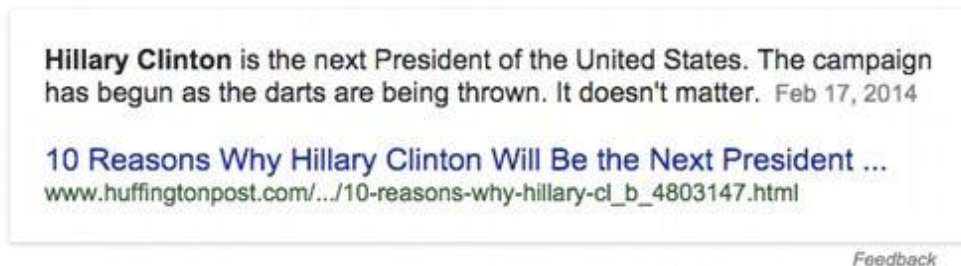 Hillary Clinton is the next President of the United States. The campaign
has begun as the darts are being thrown. It doesn't matter. Feb 17, 2014
10 Reasons Why Hillary Clinton Will Be the Next President ...
www.huffingtonpost.com/.../10-reasons-why-hillary-cl_b_4803147.html
Feedback